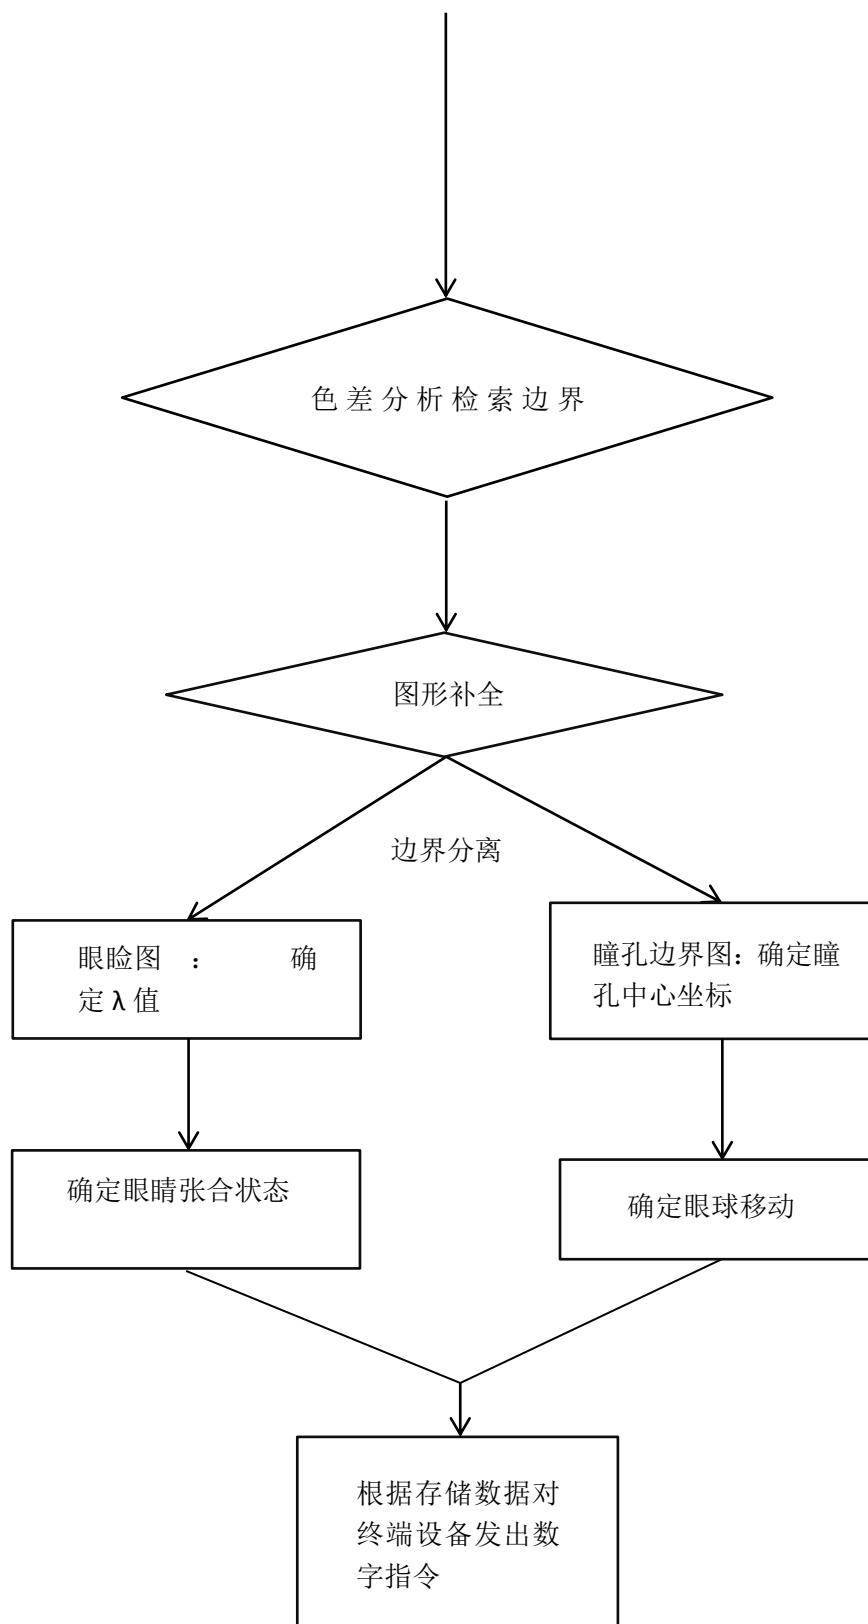 色差分析检索边界
图形补全
边界分离
眼睑图 : 确
定 λ 值
瞳孔边界图: 确定瞳
孔中心坐标
确定眼睛张合状态
确定眼球移动
根据存储数据对
终端设备发出数
字指令